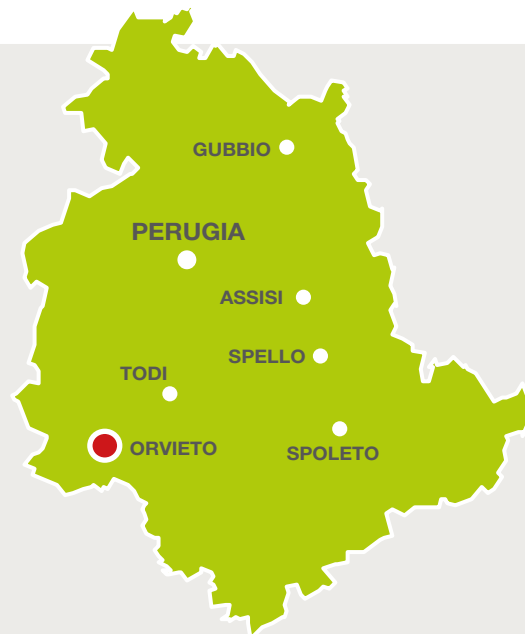 GUBBIO
PERUGIA
ASSISI
SPELLO
TODI
ORVIETO
SPOLETO